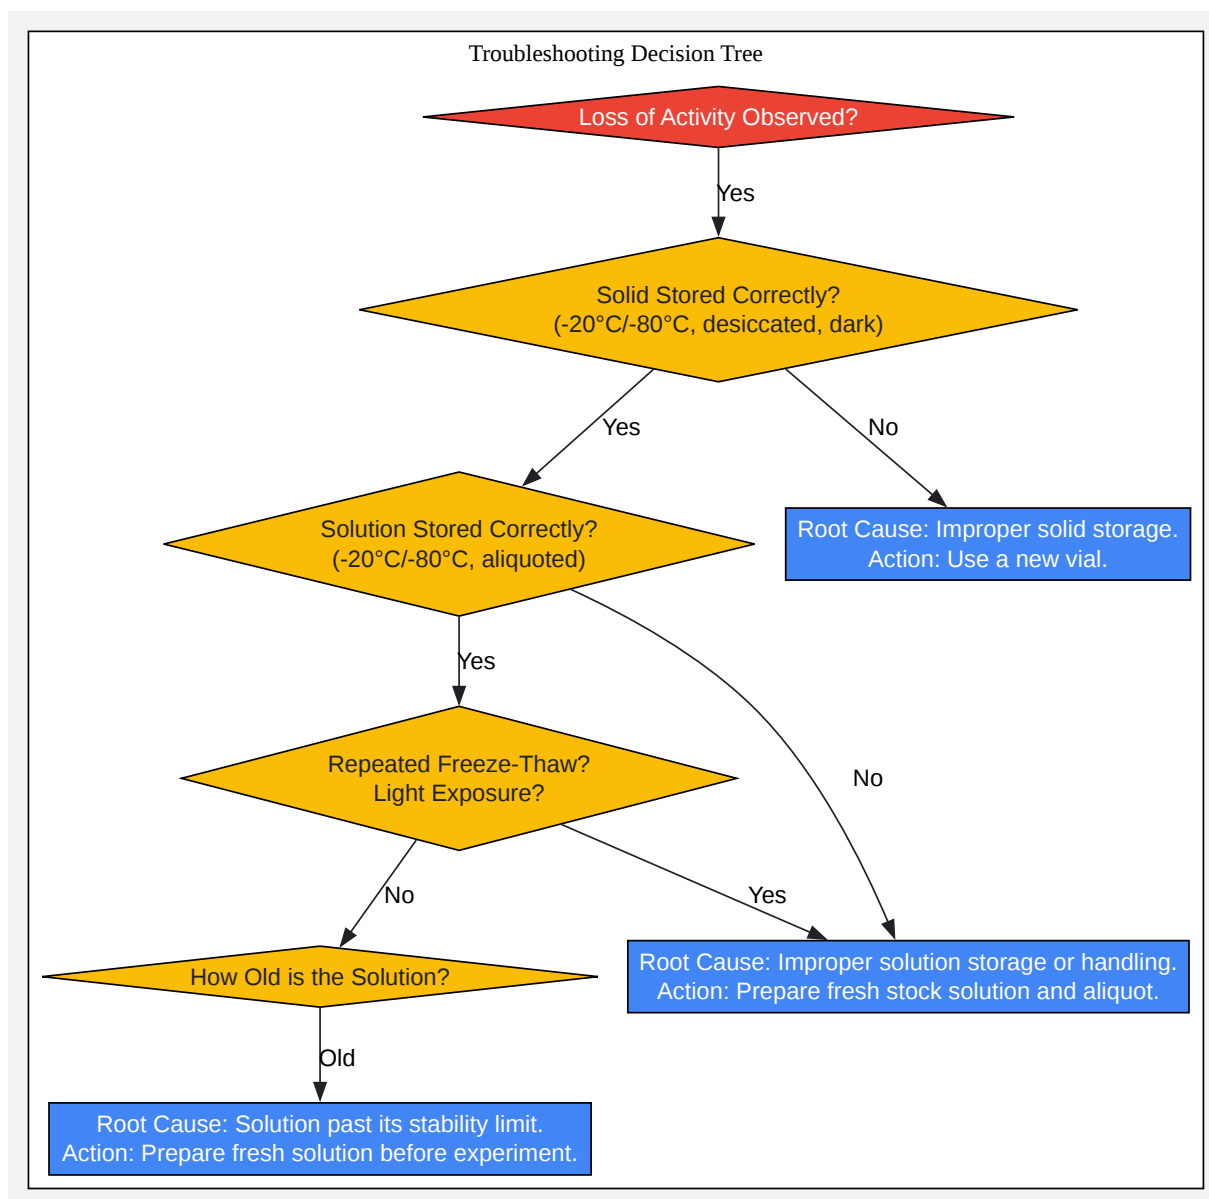 Troubleshooting Decision Tree
Loss of Activity Observed?
Yes
Solid Stored Correctly?
(-20°C/-80°C, desiccated, dark)
Yes
No
Solution Stored Correctly?
(-20°C/-80°C, aliquoted)
Root Cause: Improper solid storage.
Action: Use a new vial.
Yes
Repeated Freeze-Thaw?
Light Exposure?
No
No
Yes
How Old is the Solution?
Root Cause: Improper solution storage or handling.
Action: Prepare fresh stock solution and aliquot.
Old
Root Cause: Solution past its stability limit.
Action: Prepare fresh solution before experiment.